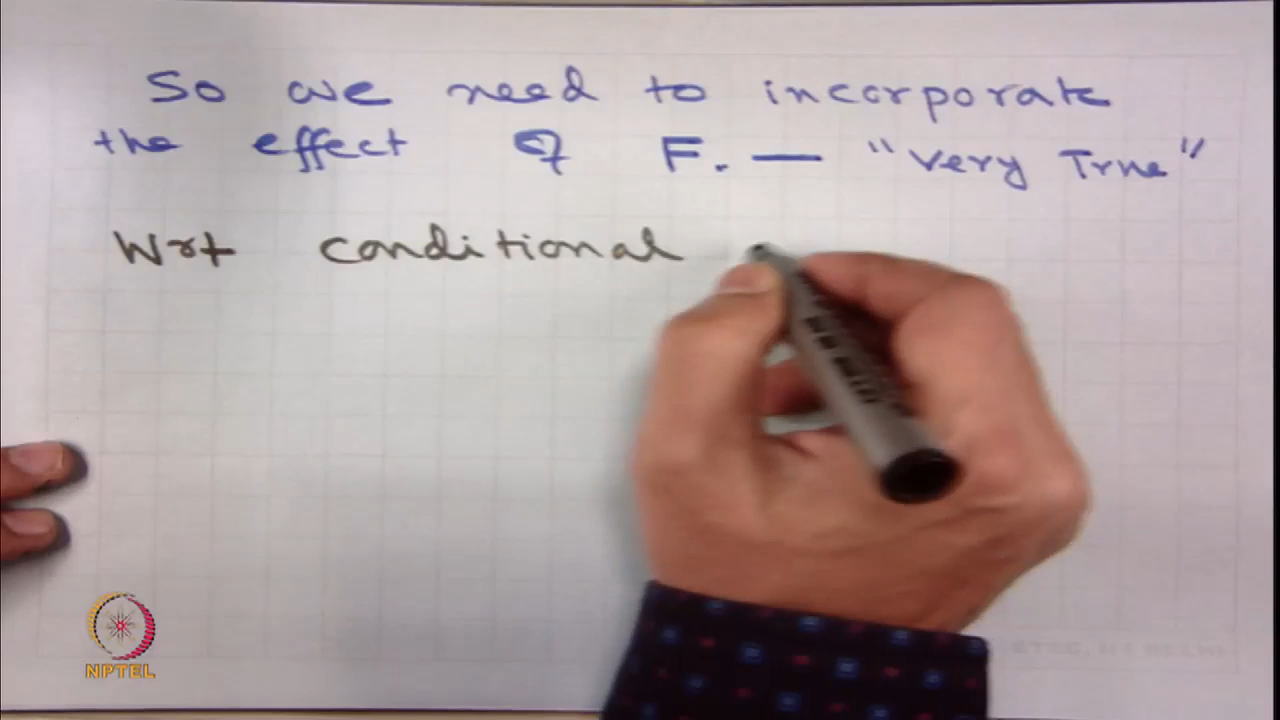 So we need to incorporate
the effect of F. — "Very True"
Wrt conditional
NPTEL